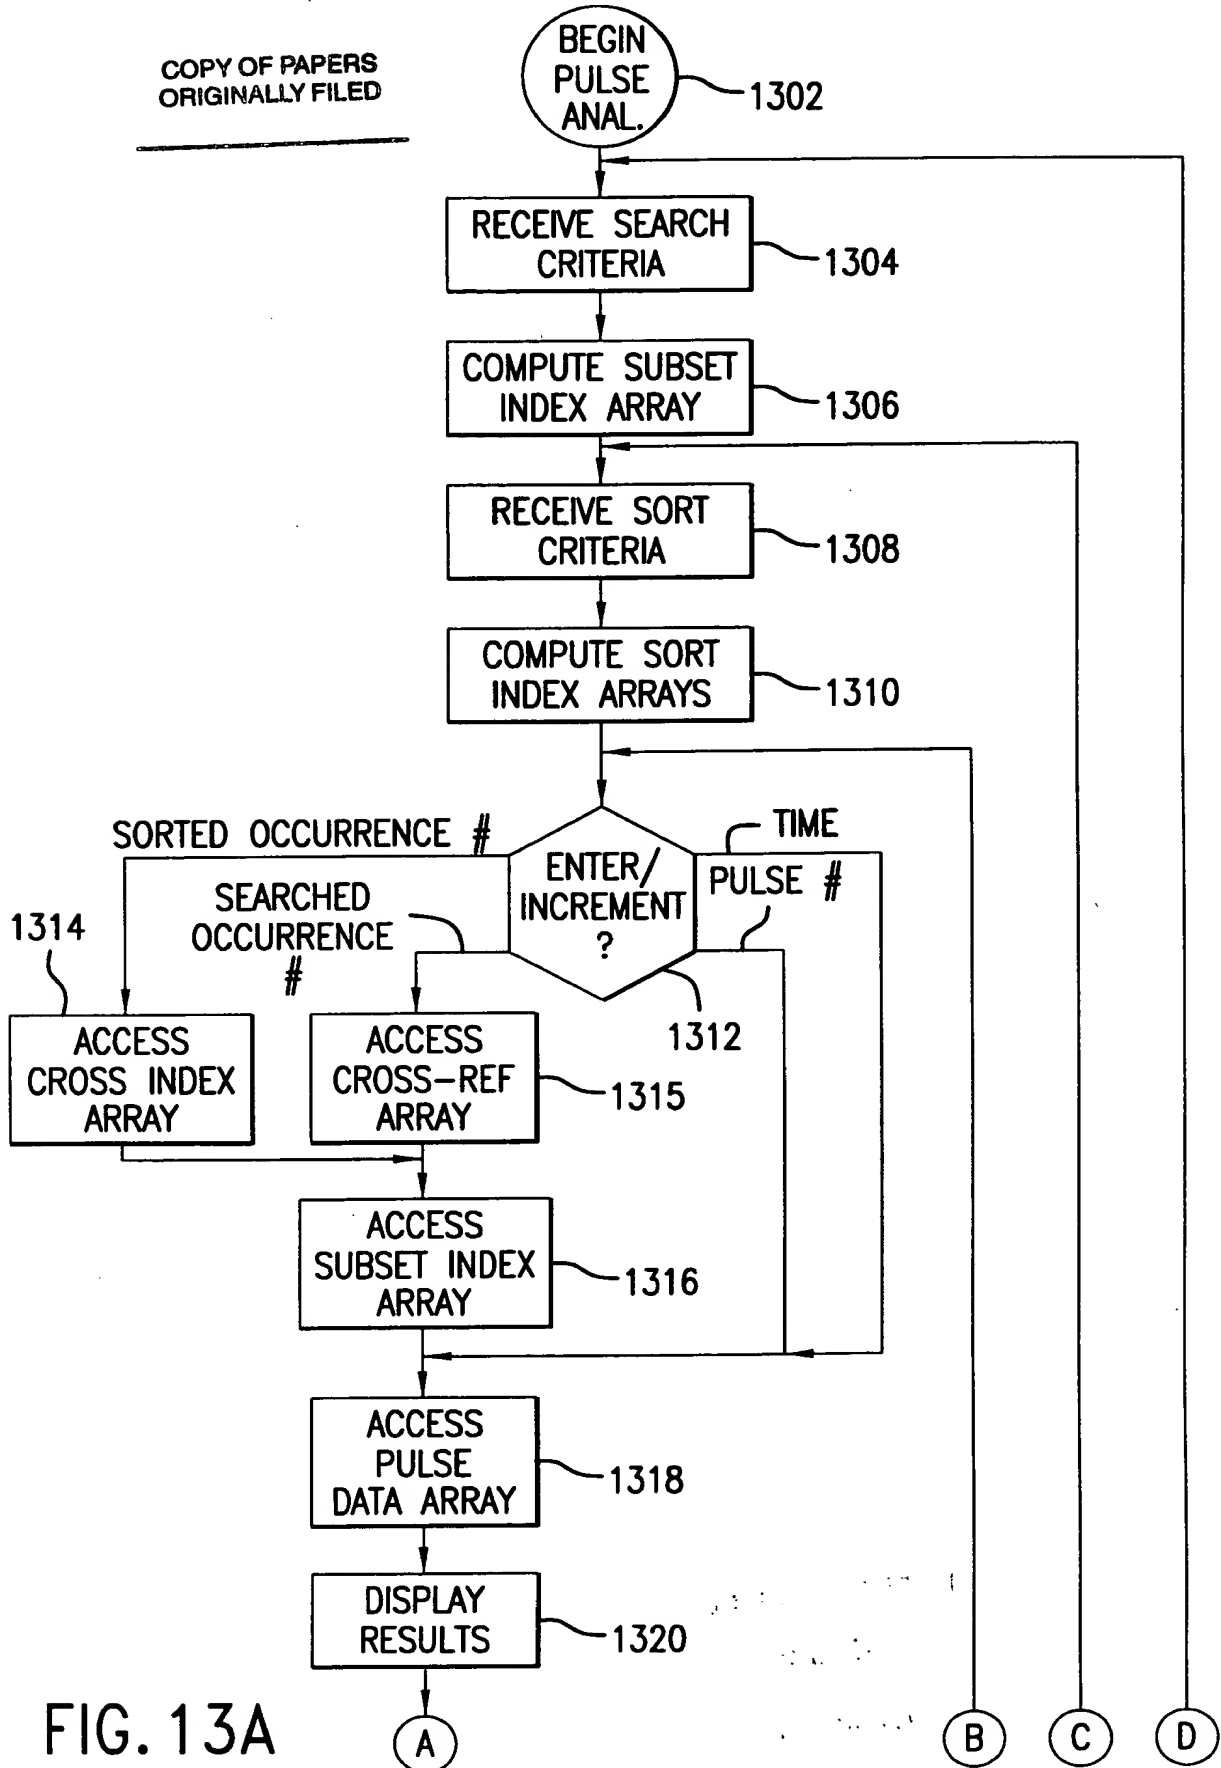 COPY OF PAPERS
ORIGINALLY FILED
BEGIN
PULSE
ANAL.
1302
RECEIVE SEARCH
CRITERIA
1304
COMPUTE SUBSET
INDEX ARRAY
1306
RECEIVE SORT
CRITERIA
1308
COMPUTE SORT
INDEX ARRAYS
1310
SORTED OCCURRENCE #
TIME
ENTER/
INCREMENT
?
PULSE #
SEARCHED
OCCURRENCE
#
1312
1314
ACCESS
CROSS INDEX
ARRAY
ACCESS
CROSS-REF
ARRAY
1315
ACCESS
SUBSET INDEX
ARRAY
1316
ACCESS
PULSE
DATA ARRAY
1318
DISPLAY
RESULTS
1320
FIG. 13A
A
B
C
D